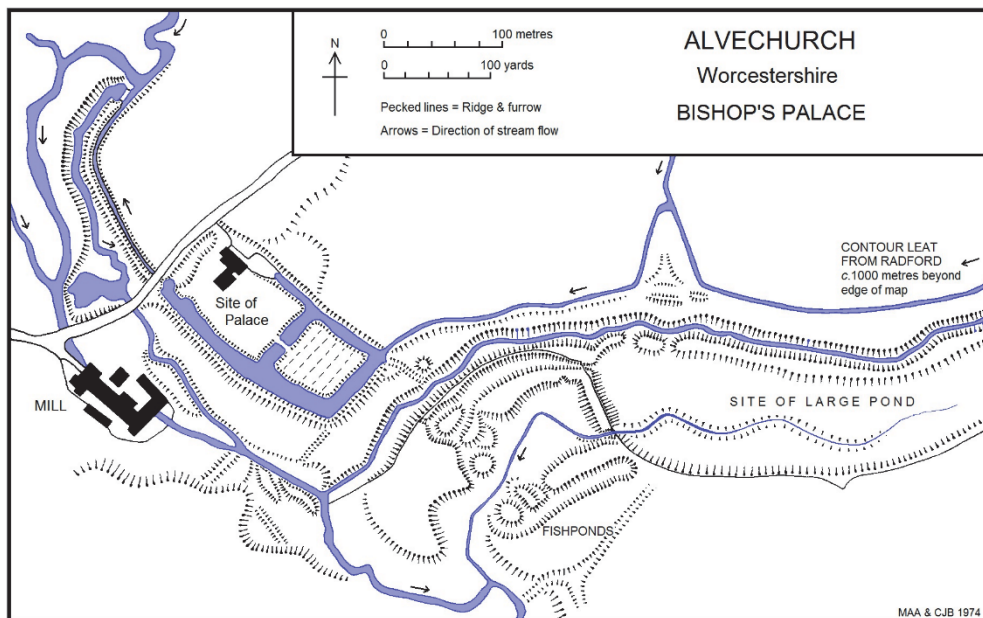 N
0 100 metres
0 100 yards
Pecked lines = Ridge & furrow
Arrows = Direction of stream flow
ALVECHURCH
Worcestershire
BISHOP'S PALACE
CONTOUR LEAT
FROM RADFORD
c.1000 metres beyond
edge of map
Site of
Palace
MILL
SITE OF LARGE POND
FISHPONDS
MAA & CJB 1974